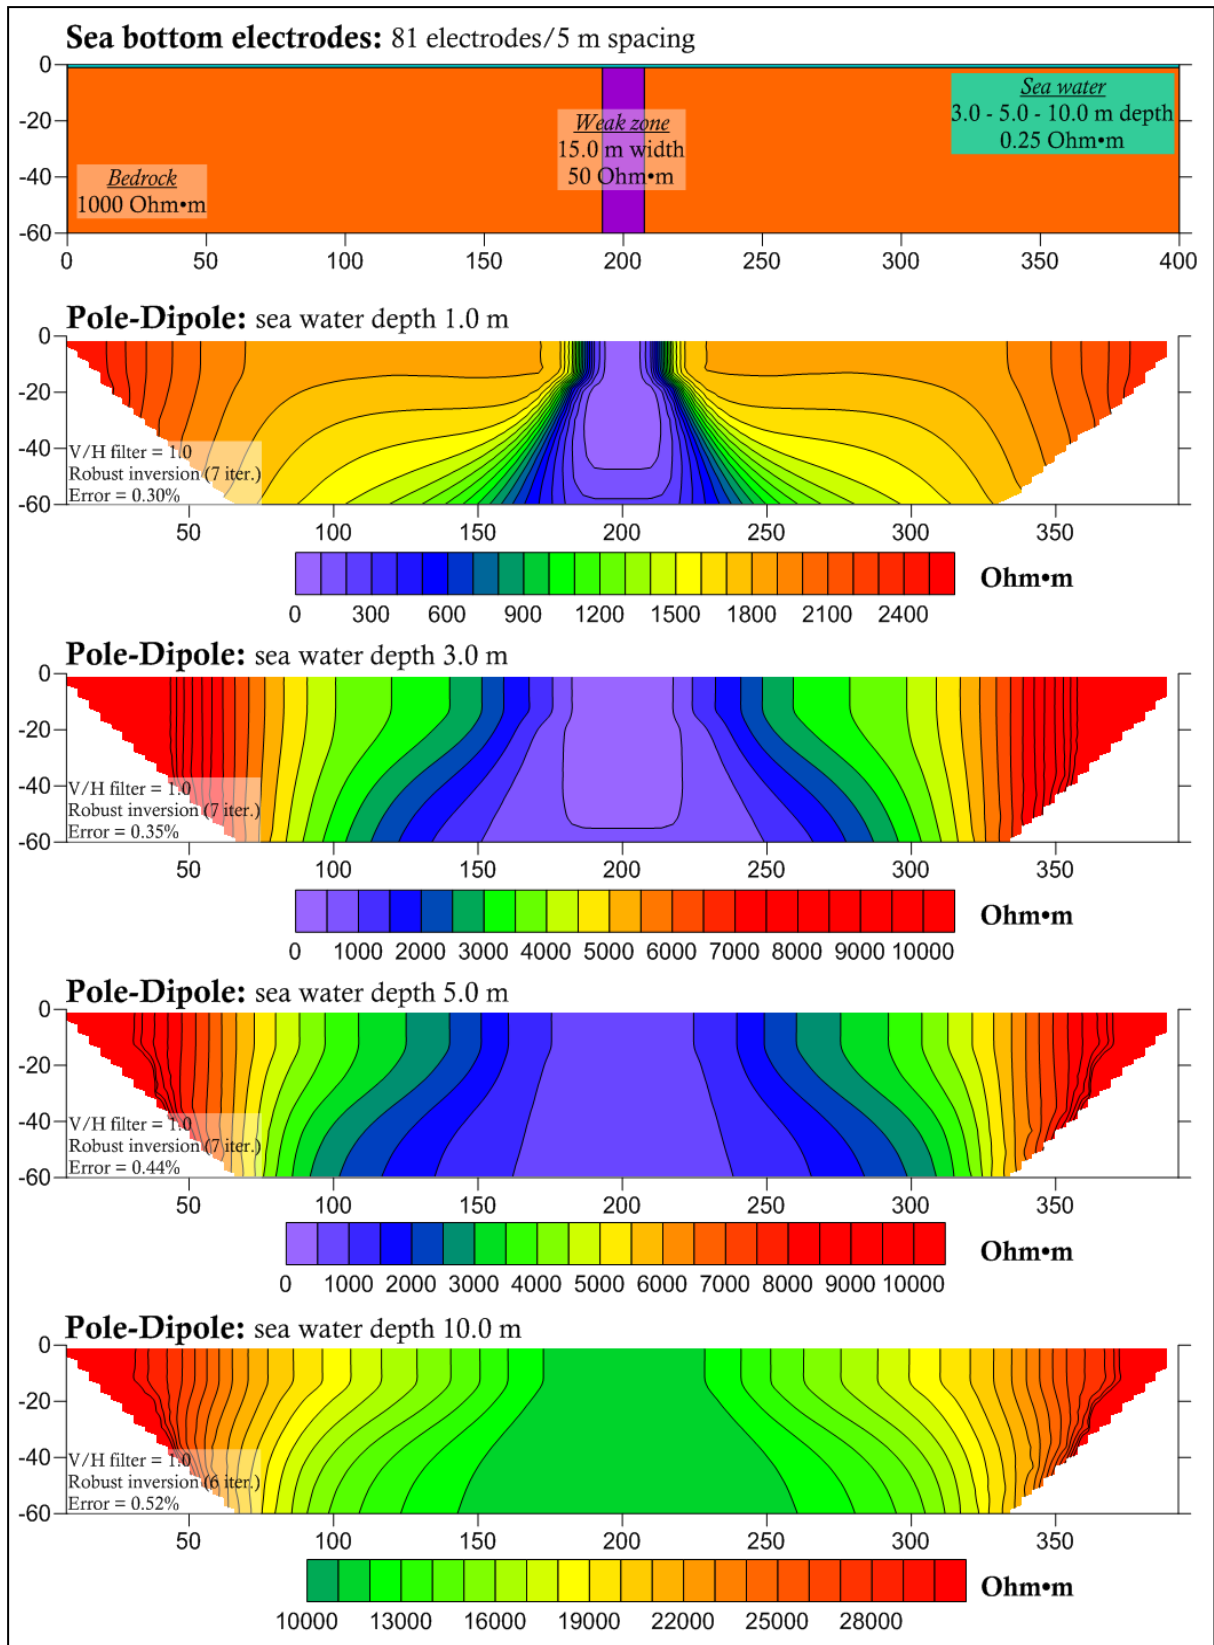 Sea bottom electrodes: 81 electrodes/5 m spacing
0
-20
-40
-60
Bedrock
1000 Ohm•m
Weak zone
15.0 m width
50 Ohm•m
Sea water
3.0 - 5.0 - 10.0 m depth
0.25 Ohm•m
0 50 100 150 200 250 300 350 400
Pole-Dipole: sea water depth 1.0 m
0
-20
-40
-60
V/H filter = 1.0
Robust inversion (7 iter.)
Error = 0.30%
50 100 150 200 250 300 350
Ohm•m
0 300 600 900 1200 1500 1800 2100 2400
Pole-Dipole: sea water depth 3.0 m
0
-20
-40
-60
V/H filter = 1.0
Robust inversion (7 iter.)
Error = 0.35%
50 100 150 200 250 300 350
Ohm•m
0 1000 2000 3000 4000 5000 6000 7000 8000 9000 10000
Pole-Dipole: sea water depth 5.0 m
0
-20
-40
-60
V/H filter = 1.0
Robust inversion (7 iter.)
Error = 0.44%
50 100 150 200 250 300 350
Ohm•m
0 1000 2000 3000 4000 5000 6000 7000 8000 9000 10000
Pole-Dipole: sea water depth 10.0 m
0
-20
-40
-60
V/H filter = 1.0
Robust inversion (6 iter.)
Error = 0.52%
50 100 150 200 250 300 350
Ohm•m
10000 13000 16000 19000 22000 25000 28000